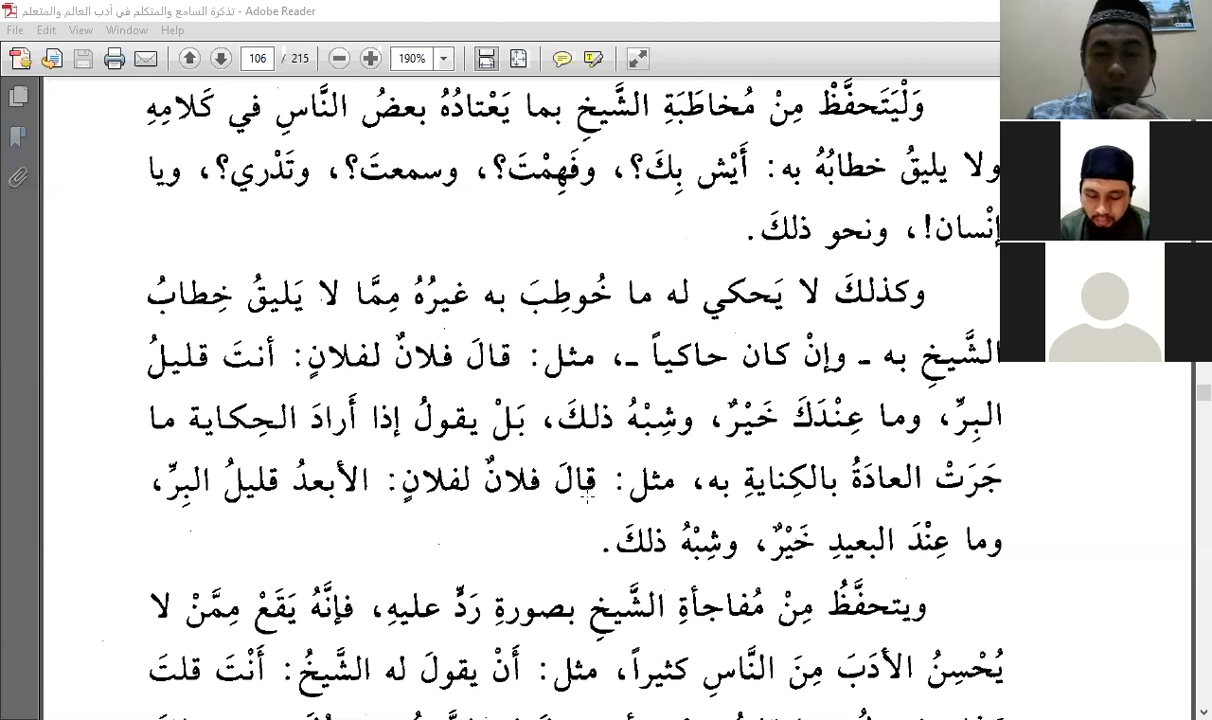 تذكرة السامع والمتكلم في أدب العالم والمتعلم - Adobe Reader
File Edit View Window Help
106 / 215 190%
وَلْيَتَحفَّظْ مِنْ مُخاطَبَةِ الشَّيخِ بما يَعْتادُهُ بعضُ النَّاسِ في كَلامِهِ
ولا يليقُ خطابُهُ به: أَيْش بِكَ؟، وفَهِمْتَ؟، وسمعتَ؟، وتَدْري؟، ويا
إنْسان!، ونحو ذلكَ.
وكذلكَ لا يَحكي له ما خُوطِبَ به غيرُهُ مِمَّا لا يَليقُ خِطابُ
الشَّيخِ به ـ وإنْ كان حاكياً ـ، مثل: قالَ فلانٌ لفلانٍ: أنتَ قليلُ
البِرِّ، وما عِنْدَكَ خَيْرٌ، وشِبْهُ ذلكَ، بَلْ يقولُ إذا أَرادَ الحِكاية ما
جَرَتْ العادَةُ بالكِنايةِ به، مثل: قالَ فلانٌ لفلانٍ: الأبعدُ قليلُ البِرِّ،
وما عِنْدَ البعيدِ خَيْرٌ، وشِبْهُ ذلكَ.
ويتحفَّظُ مِنْ مُفاجأةِ الشَّيخِ بصورةِ رَدٍّ عليهِ، فإنَّهُ يَقَعْ مِمَّنْ لا
يُحْسِنُ الأدَبَ مِنَ النَّاسِ كثيراً، مثل: أَنْ يقولَ له الشَّيخُ: أَنْتَ قلتَ